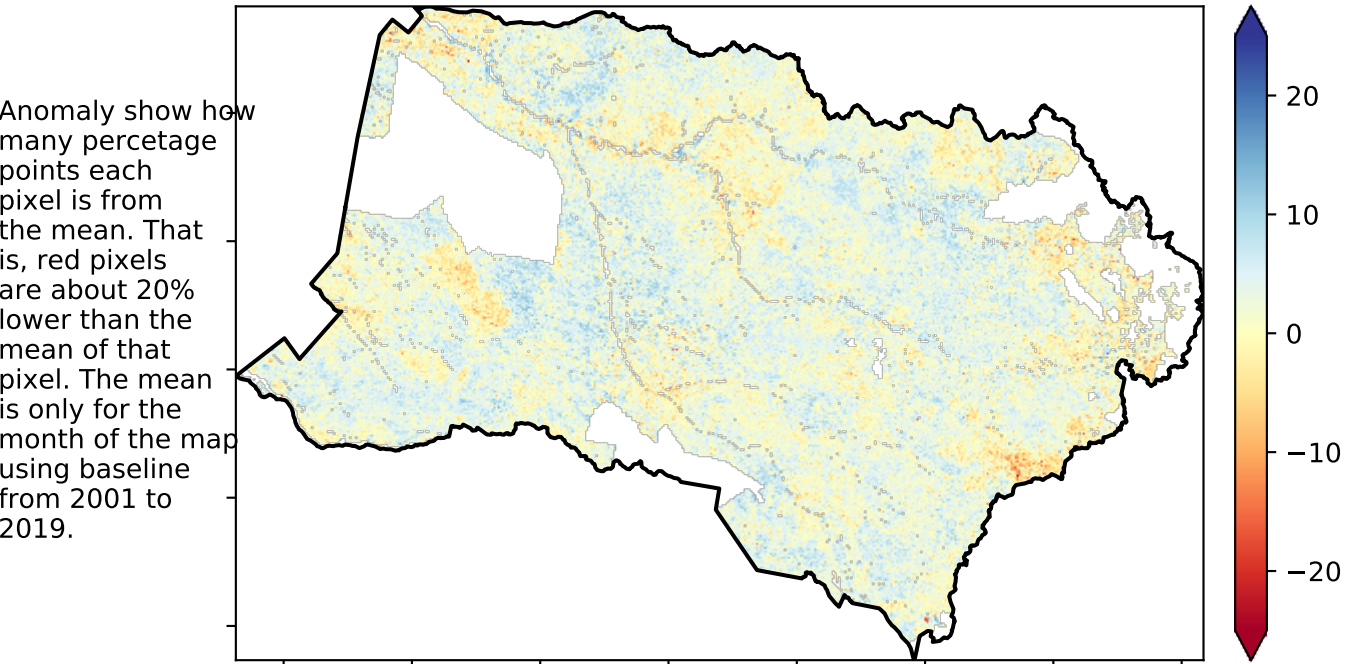 Anomaly show how
many percetage
points each
pixel is from
the mean. That
is, red pixels
are about 20%
lower than the
mean of that
pixel. The mean
is only for the
month of the map
using baseline
from 2001 to
2019.
20
10
0
−10
−20